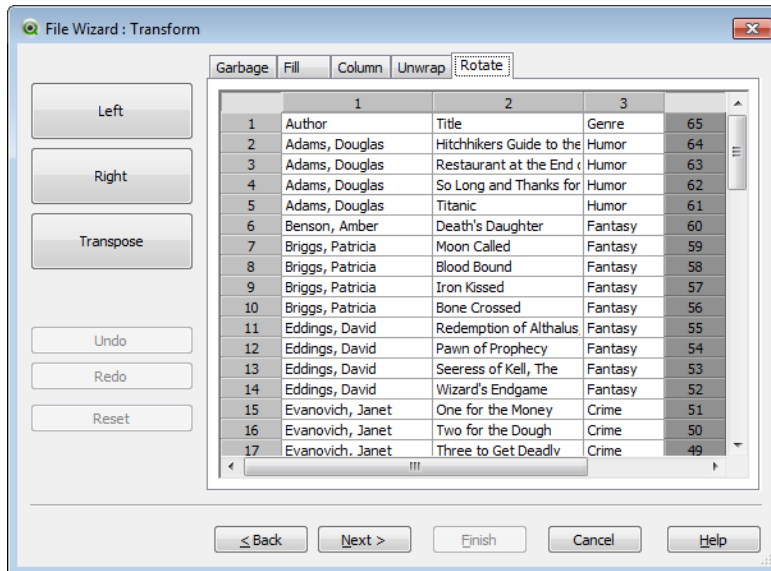 File Wizard : Transform
Garbage Fill Column Unwrap Rotate
Left
Right
Transpose
Undo
Redo
Reset
1 2 3
1 Author Title Genre 65
2 Adams, Douglas Hitchhikers Guide to the Humor 64
3 Adams, Douglas Restaurant at the End Humor 63
4 Adams, Douglas So Long and Thanks for Humor 62
5 Adams, Douglas Titanic Humor 61
6 Benson, Amber Death's Daughter Fantasy 60
7 Briggs, Patricia Moon Called Fantasy 59
8 Briggs, Patricia Blood Bound Fantasy 58
9 Briggs, Patricia Iron Kissed Fantasy 57
10 Briggs, Patricia Bone Crossed Fantasy 56
11 Eddings, David Redemption of Althalus, Fantasy 55
12 Eddings, David Pawn of Prophecy Fantasy 54
13 Eddings, David Seeress of Kell, The Fantasy 53
14 Eddings, David Wizard's Endgame Fantasy 52
15 Evanovich, Janet One for the Money Crime 51
16 Evanovich, Janet Two for the Dough Crime 50
17 Evanovich, Janet Three to Get Deadly Crime 49
< Back Next > Finish Cancel Help